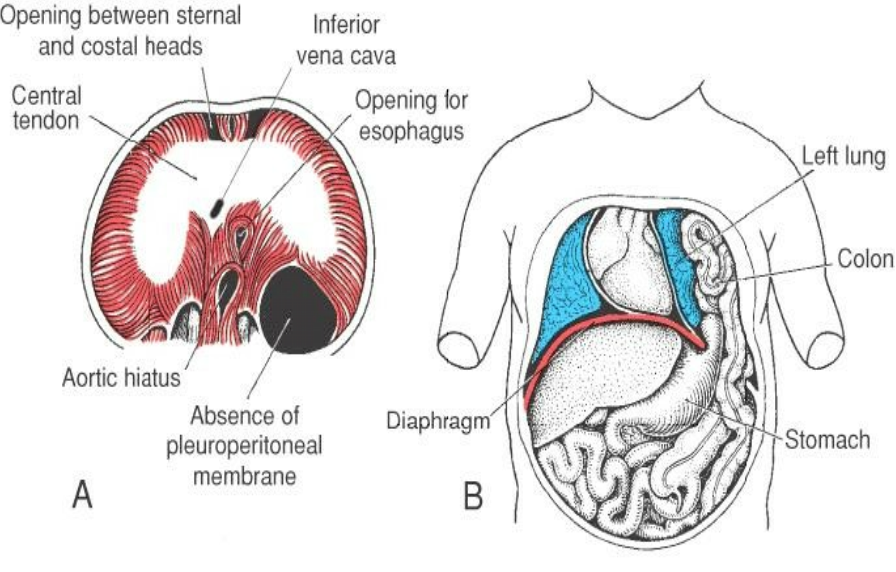 Opening between sternal
and costal heads
Inferior
vena cava
Central
tendon
Opening for
esophagus
Aortic hiatus
Absence of
pleuroperitoneal
membrane
A
Left lung
Colon
Diaphragm
Stomach
B